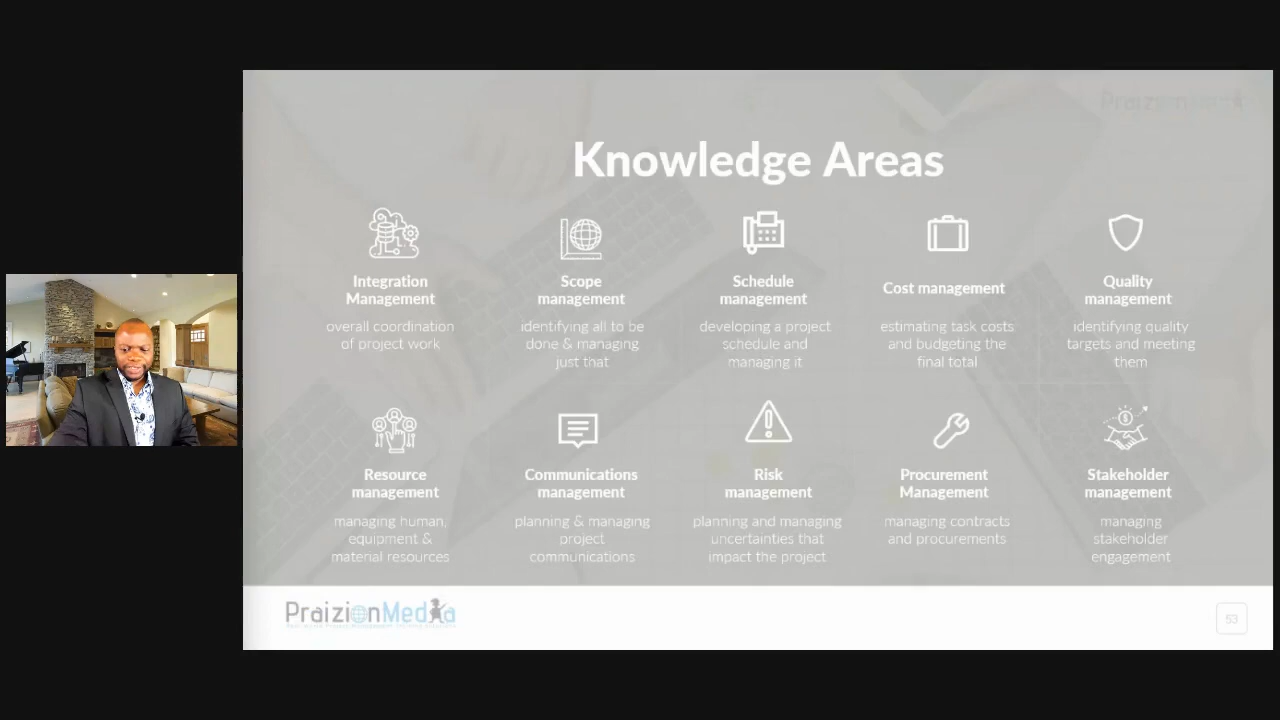 PraizionMedia
Knowledge Areas
Integration
Management
overall coordination
of project work
Scope
management
identifying all to be
done & managing
just that
Schedule
management
developing a project
schedule and
managing it
Cost management
estimating task costs
and budgeting the
final total
Quality
management
identifying quality
targets and meeting
them
Resource
management
managing human,
equipment &
material resources
Communications
management
planning & managing
project
communications
Risk
management
planning and managing
uncertainties that
impact the project
Procurement
Management
managing contracts
and procurements
Stakeholder
management
managing
stakeholder
engagement
PraizionMedia
53